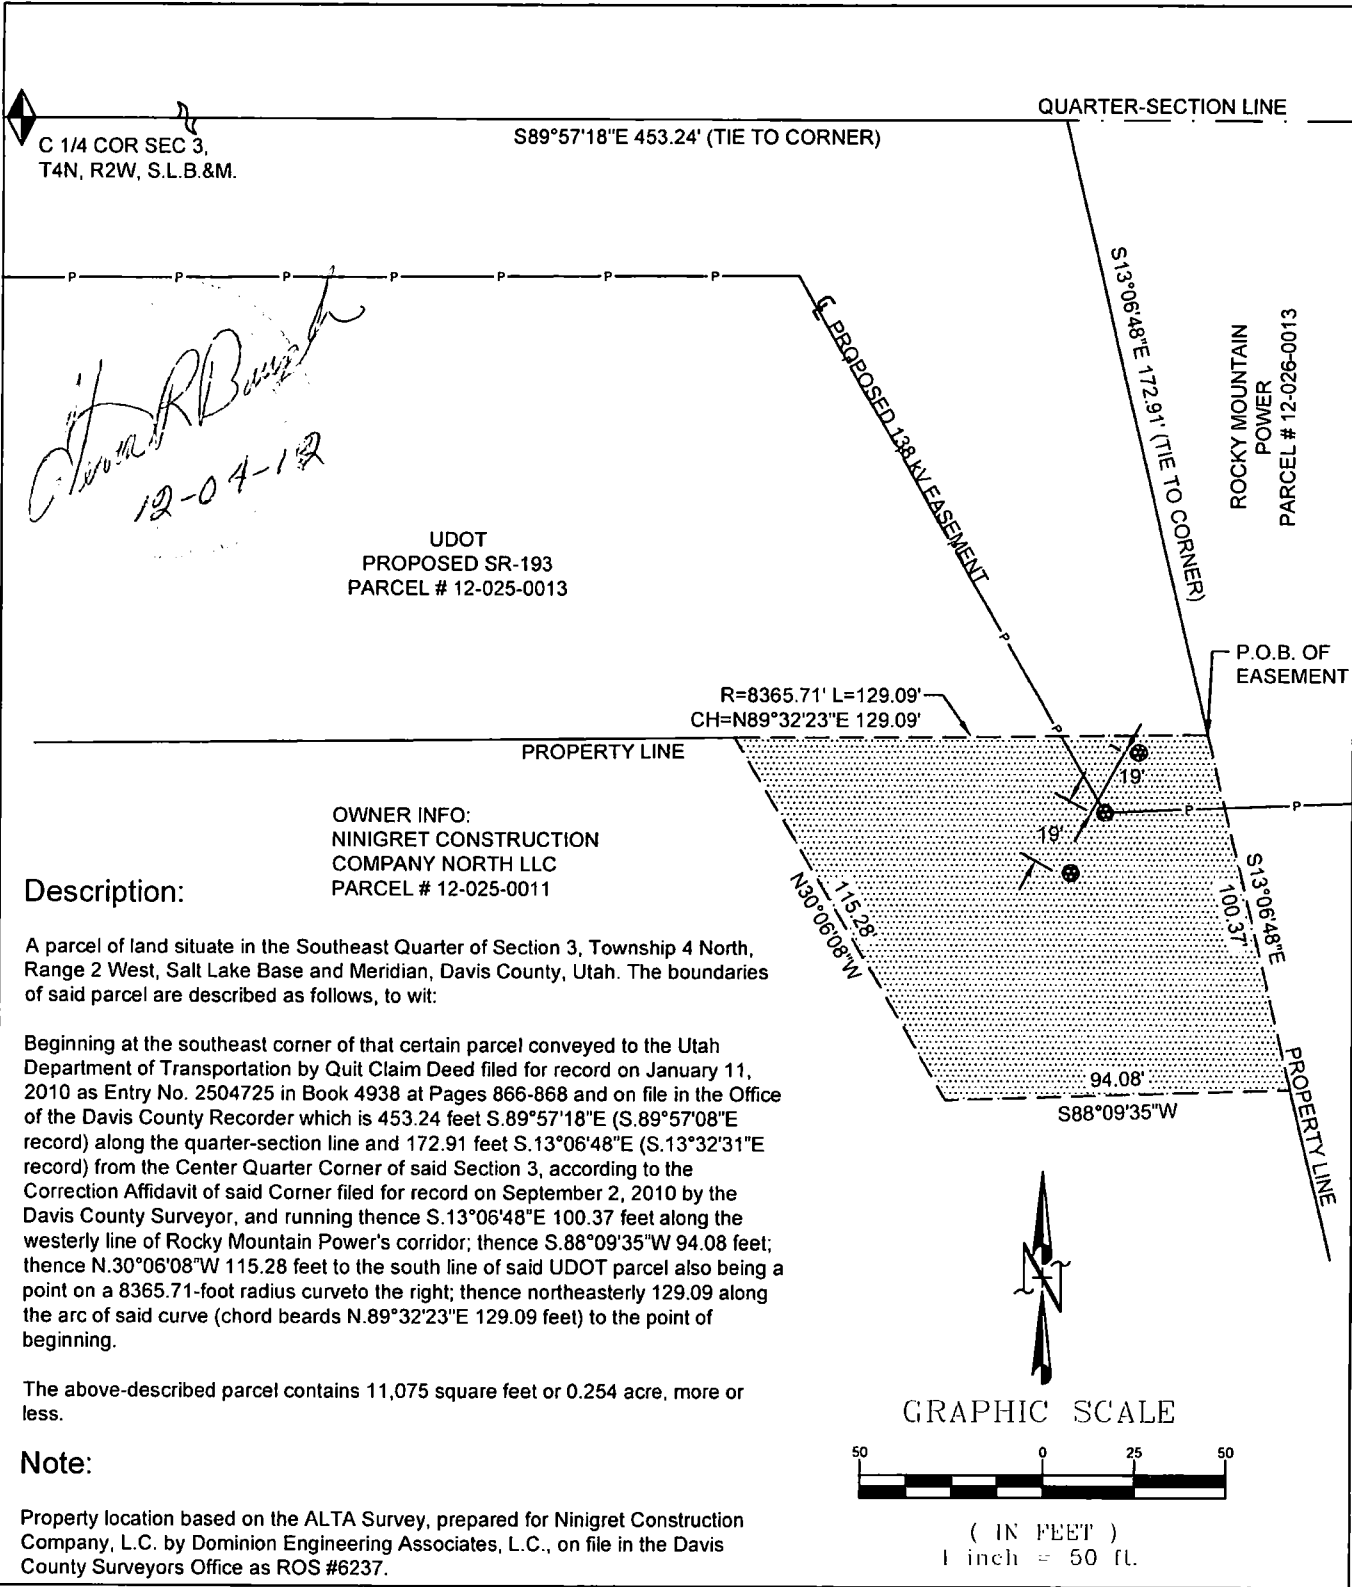 QUARTER-SECTION LINE
S89°57'18"E 453.24' (TIE TO CORNER)
C 1/4 COR SEC 3,
T4N, R2W, S.L.B.&M.
P P P P P P P
S13°06'48"E 172.91' (TIE TO CORNER)
ROCKY MOUNTAIN
POWER
PARCEL # 12-026-0013
℄ PROPOSED 138 kV EASEMENT
P
12-04-12
UDOT
PROPOSED SR-193
PARCEL # 12-025-0013
P.O.B. OF
EASEMENT
R=8365.71' L=129.09'
CH=N89°32'23"E 129.09'
P
PROPERTY LINE
19'
P P
19'
OWNER INFO:
NINIGRET CONSTRUCTION
COMPANY NORTH LLC
PARCEL # 12-025-0011
115.28'
N30°06'08"W
S13°06'48"E
100.37'
94.08'
S88°09'35"W
PROPERTY LINE
Description:
A parcel of land situate in the Southeast Quarter of Section 3, Township 4 North,
Range 2 West, Salt Lake Base and Meridian, Davis County, Utah. The boundaries
of said parcel are described as follows, to wit:
Beginning at the southeast corner of that certain parcel conveyed to the Utah
Department of Transportation by Quit Claim Deed filed for record on January 11,
2010 as Entry No. 2504725 in Book 4938 at Pages 866-868 and on file in the Office
of the Davis County Recorder which is 453.24 feet S.89°57'18"E (S.89°57'08"E
record) along the quarter-section line and 172.91 feet S.13°06'48"E (S.13°32'31"E
record) from the Center Quarter Corner of said Section 3, according to the
Correction Affidavit of said Corner filed for record on September 2, 2010 by the
Davis County Surveyor, and running thence S.13°06'48"E 100.37 feet along the
westerly line of Rocky Mountain Power's corridor; thence S.88°09'35"W 94.08 feet;
thence N.30°06'08"W 115.28 feet to the south line of said UDOT parcel also being a
point on a 8365.71-foot radius curveto the right; thence northeasterly 129.09 along
the arc of said curve (chord beards N.89°32'23"E 129.09 feet) to the point of
beginning.
The above-described parcel contains 11,075 square feet or 0.254 acre, more or
less.
Note:
Property location based on the ALTA Survey, prepared for Ninigret Construction
Company, L.C. by Dominion Engineering Associates, L.C., on file in the Davis
County Surveyors Office as ROS #6237.
N
GRAPHIC SCALE
50 0 25 50
( IN FEET )
1 inch = 50 ft.